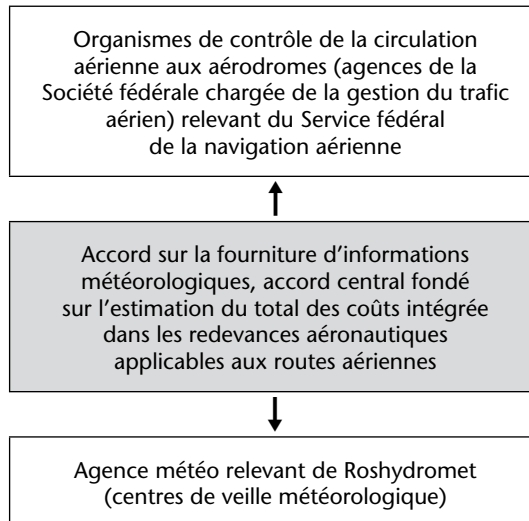 Organismes de contrôle de la circulation
aérienne aux aérodromes (agences de la
Société fédérale chargée de la gestion du trafic
aérien) relevant du Service fédéral
de la navigation aérienne
Accord sur la fourniture d’informations
météorologiques, accord central fondé
sur l’estimation du total des coûts intégrée
dans les redevances aéronautiques
applicables aux routes aériennes
Agence météo relevant de Roshydromet
(centres de veille météorologique)